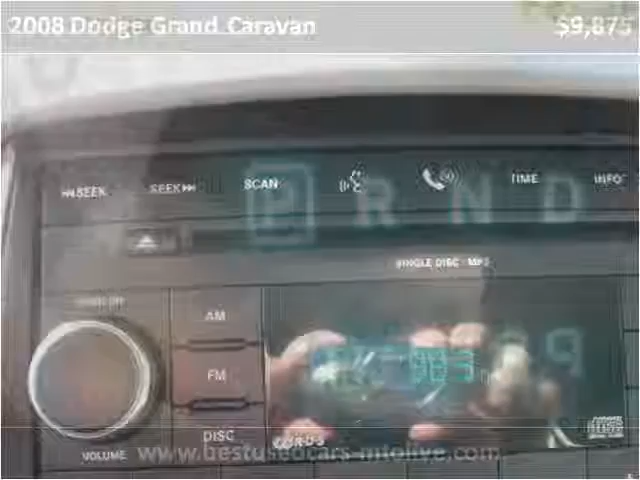 2008 Dodge Grand Caravan $9,875
SEEK SEEK SCAN TIME INFO
P R N D
SINGLE DISC · MP3
AM
FM
DISC
R·D·S
VOLUME
www.bestusedcars-mtolive.com